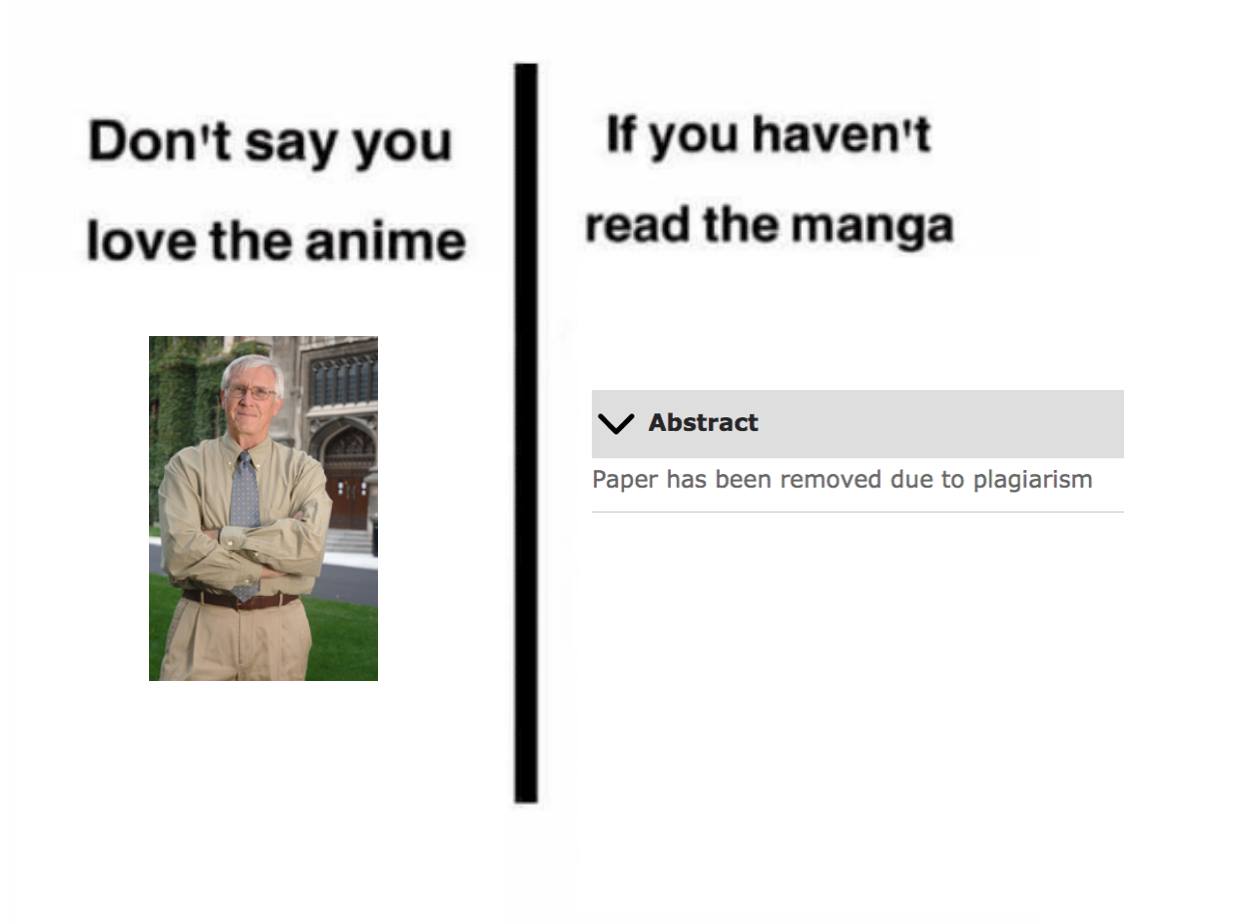 Don't say you
love the anime
If you haven't
read the manga
Abstract
Paper has been removed due to plagiarism